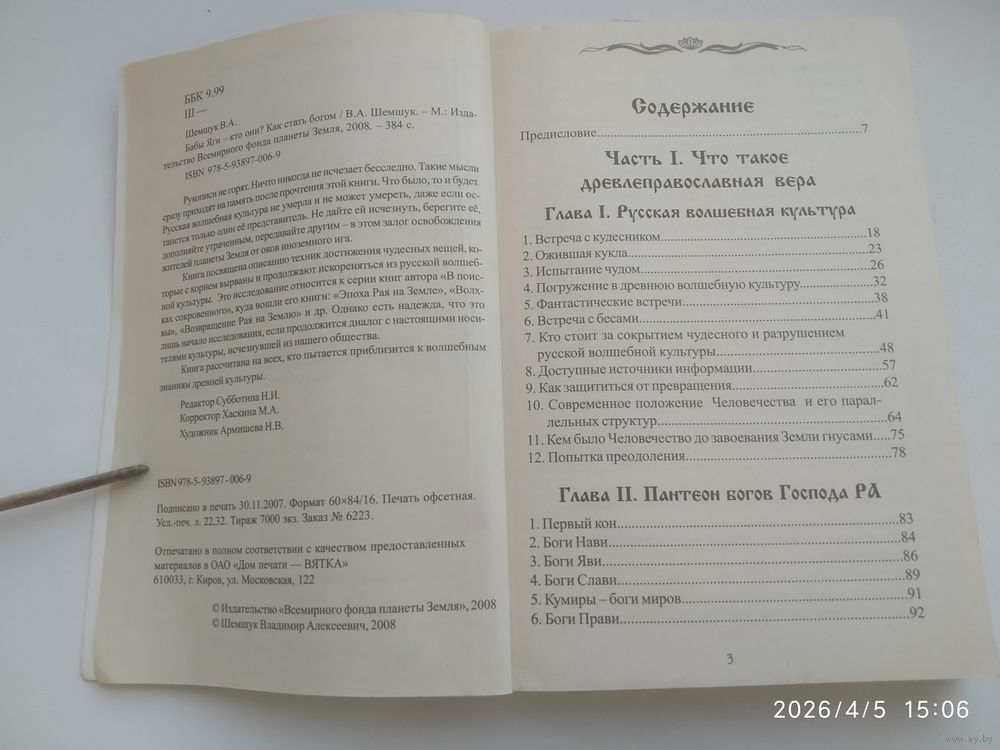 ББК 9.99
Ш —
Шемшук В.А.
Бабы Яги – кто они? Как стать богом / В.А. Шемшук. – М.: Изда-
тельство Всемирного фонда планеты Земля, 2008. – 384 с.
ISBN 978-5-93897-006-9
Рукописи не горят. Ничто никогда не исчезает бесследно. Такие мысли
сразу приходят на память после прочтения этой книги. Что было, то и будет.
Русская волшебная культура не умерла и не может умереть, даже если ос-
танется только один её представитель. Не дайте ей исчезнуть, берегите её,
дополняйте утраченным, передавайте другим – в этом залог освобождения
жителей планеты Земля от оков иноземного ига.
Книга посвящена описанию техник достижения чудесных вещей, ко-
торые с корнем вырваны и продолжают искореняться из русской волшеб-
ной культуры. Это исследование относится к серии книг автора «В поис-
ках сокровенного», куда вошли его книги: «Эпоха Рая на Земле», «Волх-
вы», «Возвращение Рая на Землю» и др. Однако есть надежда, что это
лишь начало исследования, если продолжится диалог с настоящими носи-
телями культуры, исчезнувшей из нашего общества.
Книга рассчитана на всех, кто пытается приблизится к волшебным
знаниям древней культуры.
Редактор Субботина Н.И.
Корректор Хаскина М.А.
Художник Армишева Н.В.
ISBN 978-5-93897-006-9
Подписано в печать 30.11.2007. Формат 60×84/16. Печать офсетная.
Усл.-печ. л. 22,32. Тираж 7000 экз. Заказ № 6223.
Отпечатано в полном соответствии с качеством предоставленных
материалов в ОАО «Дом печати — ВЯТКА»
610033, г. Киров, ул. Московская, 122
© Издательство «Всемирного фонда планеты Земля», 2008
© Шемшук Владимир Алексеевич, 2008
Содержание
Предисловие...7
Часть I. Что такое
древлеправославная вера
Глава I. Русская волшебная культура
1. Встреча с кудесником...18
2. Ожившая кукла...23
3. Испытание чудом...26
4. Погружение в древнюю волшебную культуру...32
5. Фантастические встречи...38
6. Встреча с бесами...41
7. Кто стоит за сокрытием чудесного и разрушением
русской волшебной культуры...48
8. Доступные источники информации...57
9. Как защититься от превращения...62
10. Современное положение Человечества и его парал-
лельных структур...64
11. Кем было Человечество до завоевания Земли гнусами.....75
12. Попытка преодоления...78
Глава II. Пантеон богов Господа РА
1. Первый кон...83
2. Боги Нави...84
3. Боги Яви...86
4. Боги Слави...89
5. Кумиры – боги миров...91
6. Боги Прави...92
3
2026/4/5 15:06
www.ay.by